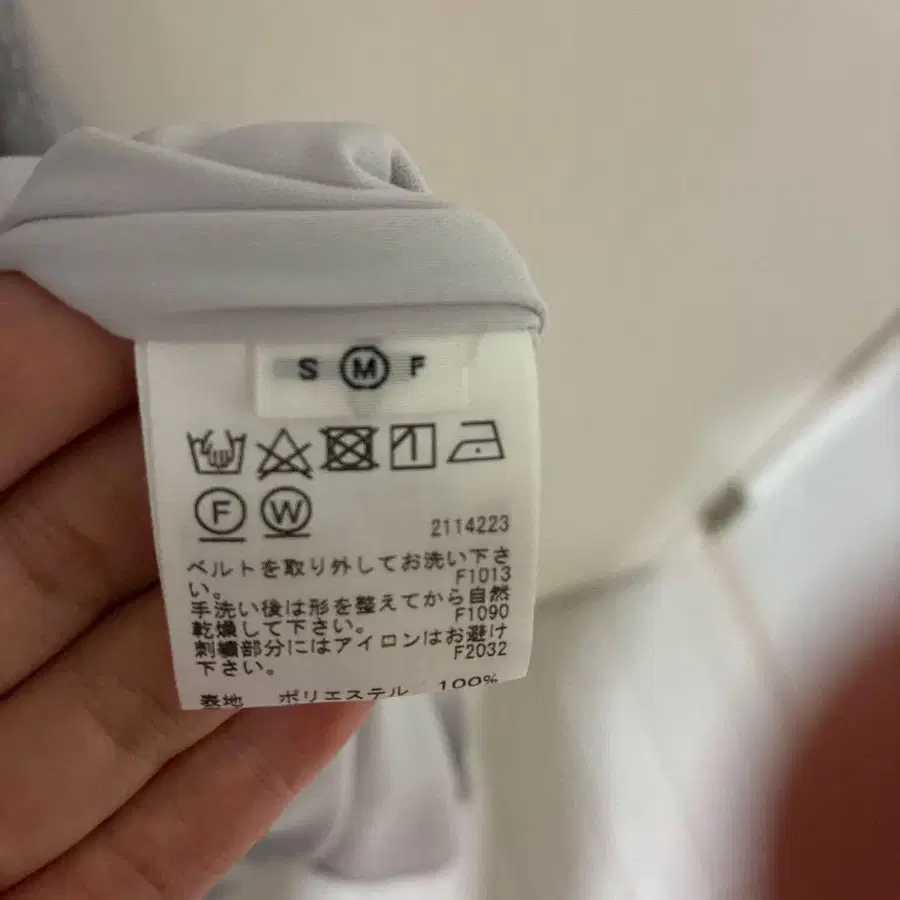 S M F
F W
2114223
ベルトを取り外してお洗い下さ
い。 F1013
手洗い後は形を整えてから自然
乾燥して下さい。 F1090
刺繍部分にはアイロンはお避け
下さい。 F2032
表地 ポリエステル 100%